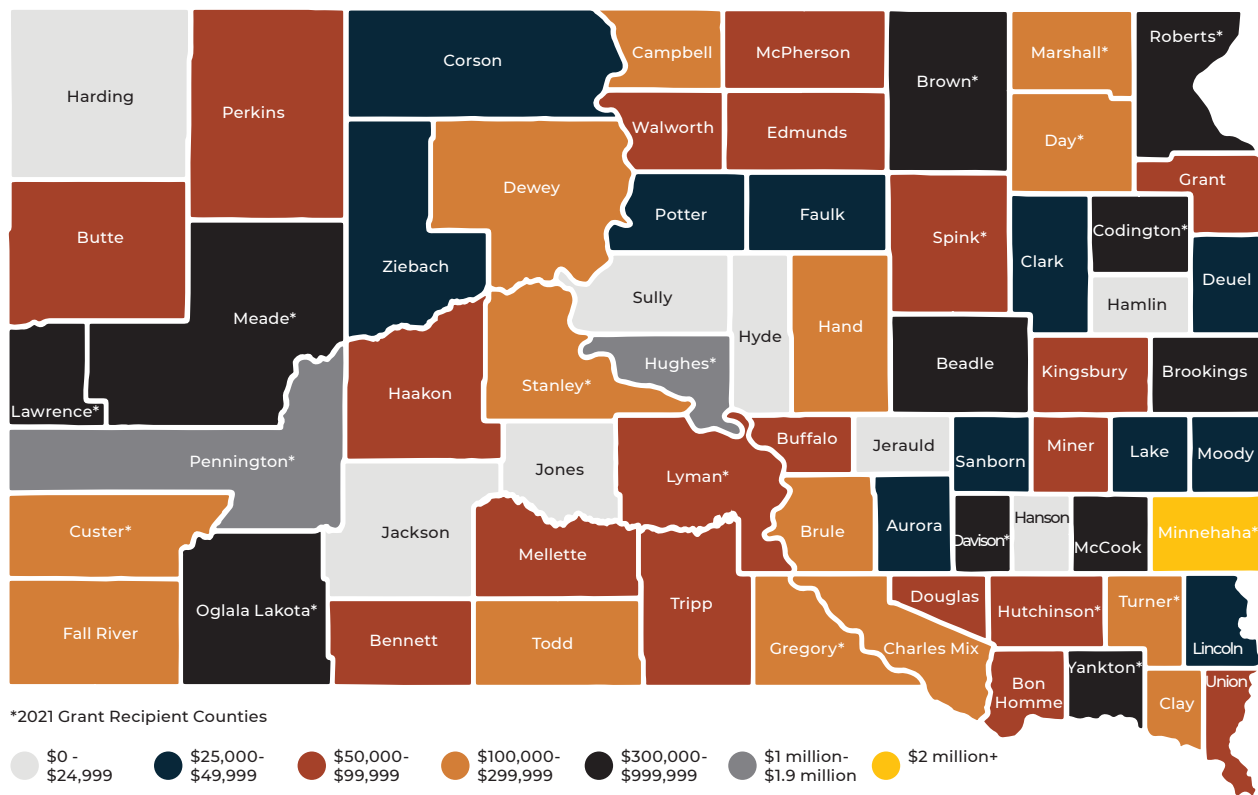 Harding
Perkins
Corson
Campbell
McPherson
Brown*
Marshall*
Roberts*
Walworth
Edmunds
Day*
Grant
Butte
Dewey
Ziebach
Potter
Faulk
Spink*
Clark
Codington*
Deuel
Hamlin
Meade*
Sully
Hyde
Hand
Lawrence*
Haakon
Stanley*
Hughes*
Beadle
Kingsbury
Brookings
Pennington*
Jones
Lyman*
Buffalo
Jerauld
Sanborn
Miner
Lake
Moody
Custer*
Jackson
Mellette
Brule
Aurora
Davison*
Hanson
McCook
Minnehaha*
Fall River
Oglala Lakota*
Bennett
Todd
Tripp
Gregory*
Charles Mix
Douglas
Hutchinson*
Turner*
Lincoln
Bon
Homme
Yankton*
Clay
Union
*2021 Grant Recipient Counties
$0 -
$24,999
$25,000-
$49,999
$50,000-
$99,999
$100,000-
$299,999
$300,000-
$999,999
$1 million-
$1.9 million
$2 million+